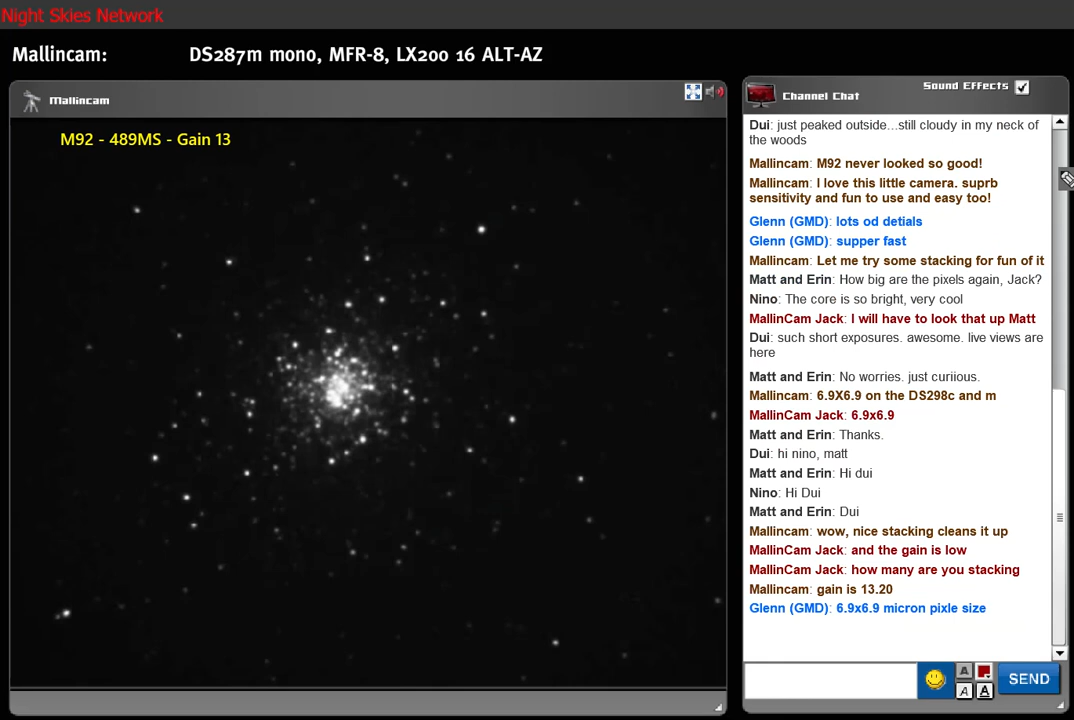 Night Skies Network
Mallincam: DS287m mono, MFR-8, LX200 16 ALT-AZ
Mallincam
M92 - 489MS - Gain 13
Channel Chat
Sound Effects
Dui: just peaked outside...still cloudy in my neck of
the woods
Mallincam: M92 never looked so good!
Mallincam: I love this little camera. suprb
sensitivity and fun to use and easy too!
Glenn (GMD): lots od detials
Glenn (GMD): supper fast
Mallincam: Let me try some stacking for fun of it
Matt and Erin: How big are the pixels again, Jack?
Nino: The core is so bright, very cool
MallinCam Jack: I will have to look that up Matt
Dui: such short exposures. awesome. live views are
here
Matt and Erin: No worries. just curiious.
Mallincam: 6.9X6.9 on the DS298c and m
MallinCam Jack: 6.9x6.9
Matt and Erin: Thanks.
Dui: hi nino, matt
Matt and Erin: Hi dui
Nino: Hi Dui
Matt and Erin: Dui
Mallincam: wow, nice stacking cleans it up
MallinCam Jack: and the gain is low
MallinCam Jack: how many are you stacking
Mallincam: gain is 13.20
Glenn (GMD): 6.9x6.9 micron pixle size
A
A A
SEND